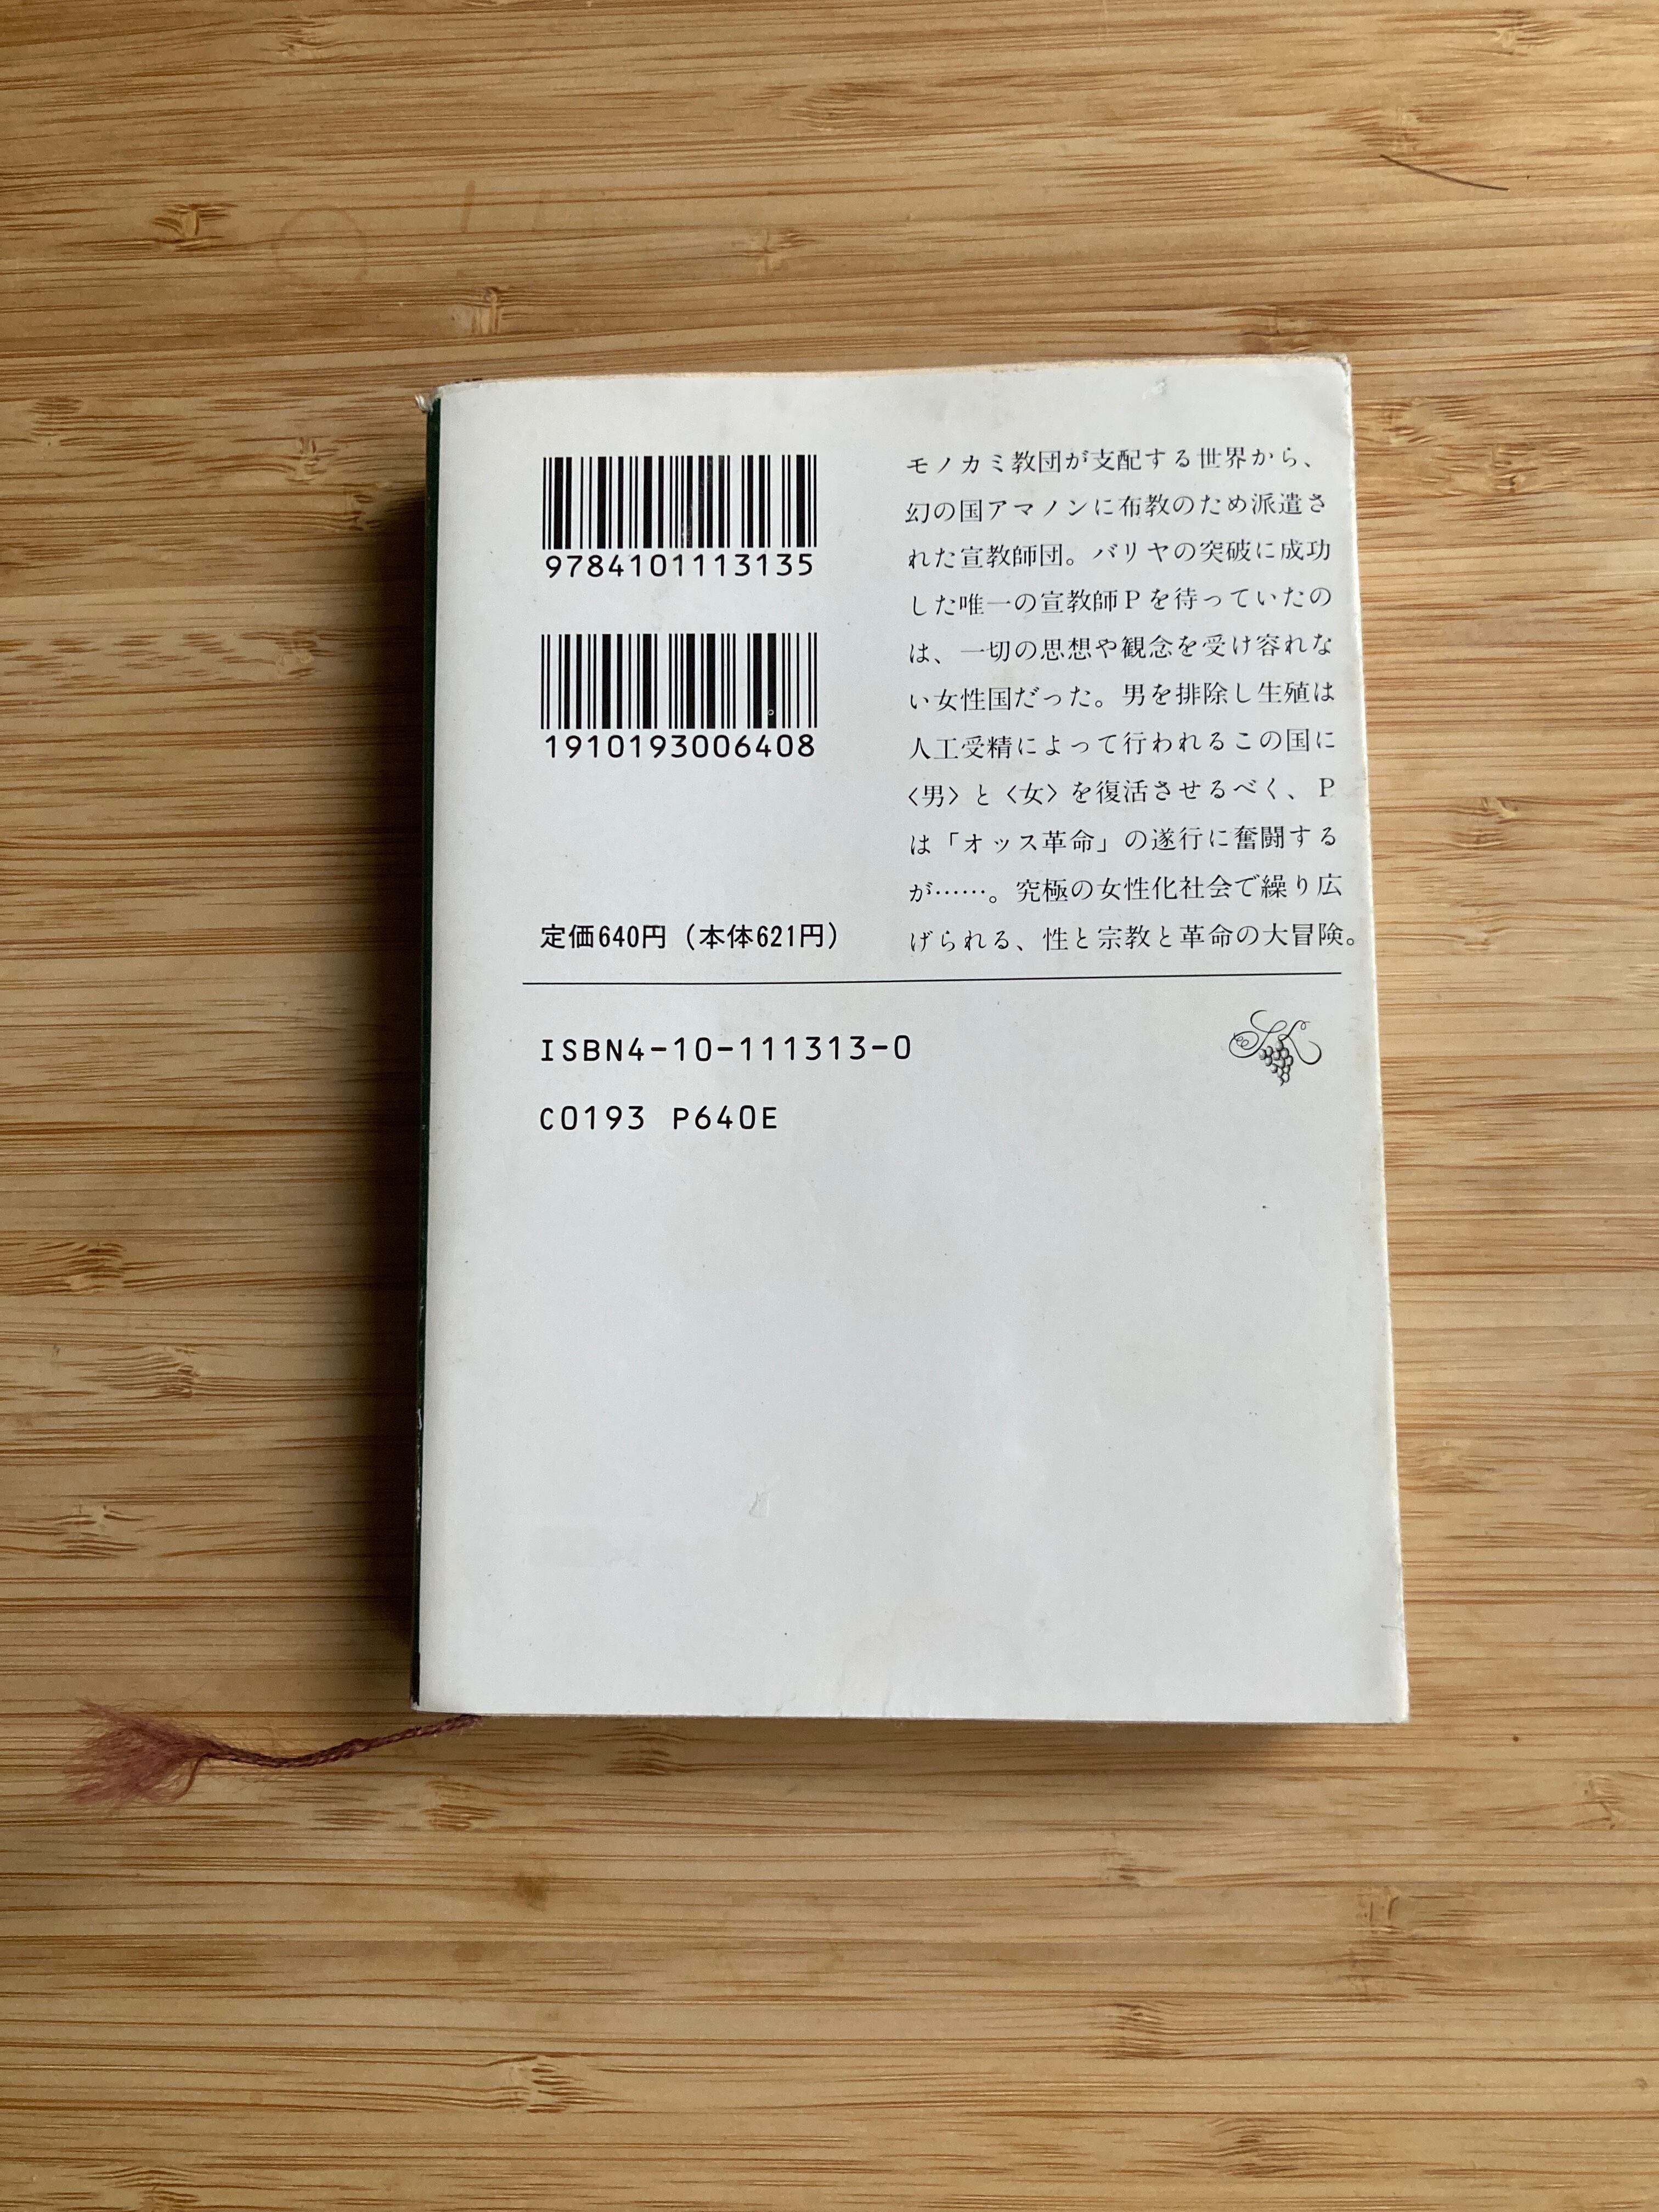 9784101113135
1910193006408
定価640円（本体621円）
モノカミ教団が支配する世界から、
幻の国アマノンに布教のため派遣さ
れた宣教師団。バリヤの突破に成功
した唯一の宣教師Ｐを待っていたの
は、一切の思想や観念を受け容れな
い女性国だった。男を排除し生殖は
人工受精によって行われるこの国に
〈男〉と〈女〉を復活させるべく、Ｐ
は「オッス革命」の遂行に奮闘する
が……。究極の女性化社会で繰り広
げられる、性と宗教と革命の大冒険。
ISBN4-10-111313-0
C0193 P640E